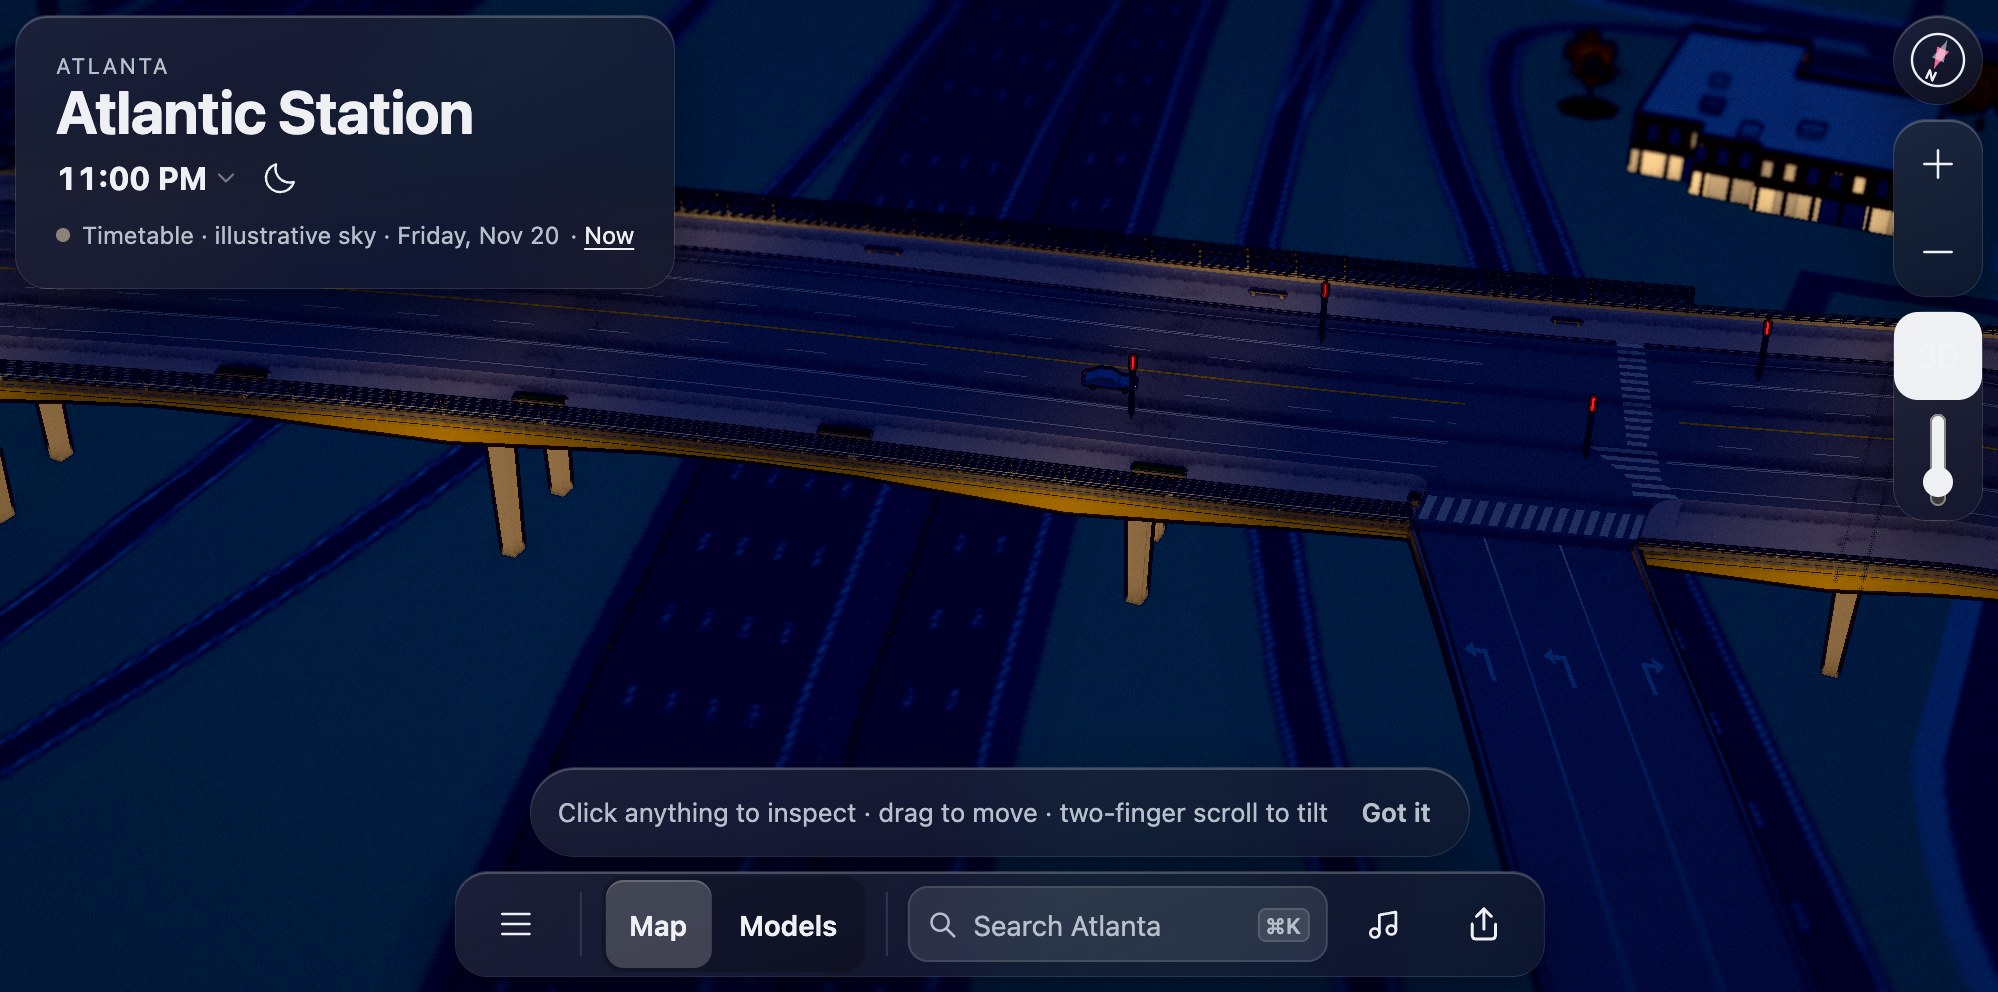 ATLANTA
Atlantic Station
11:00 PM
Timetable · illustrative sky · Friday, Nov 20 · Now
N
3D
Click anything to inspect · drag to move · two-finger scroll to tilt Got it
Map Models Search Atlanta ⌘K